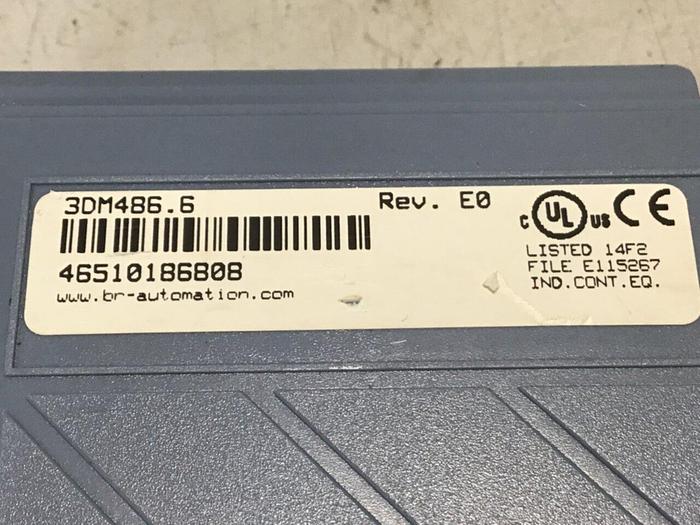 3DM486.6 Rev. E0
46510186808
www.br-automation.com
C UL US CE
LISTED 14F2
FILE E115267
IND.CONT.EQ.